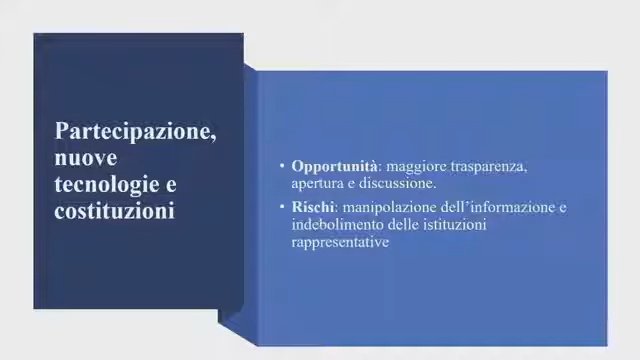 Partecipazione,
nuove
tecnologie e
costituzioni
• Opportunità: maggiore trasparenza,
apertura e discussione.
• Rischi: manipolazione dell’informazione e
indebolimento delle istituzioni
rappresentative